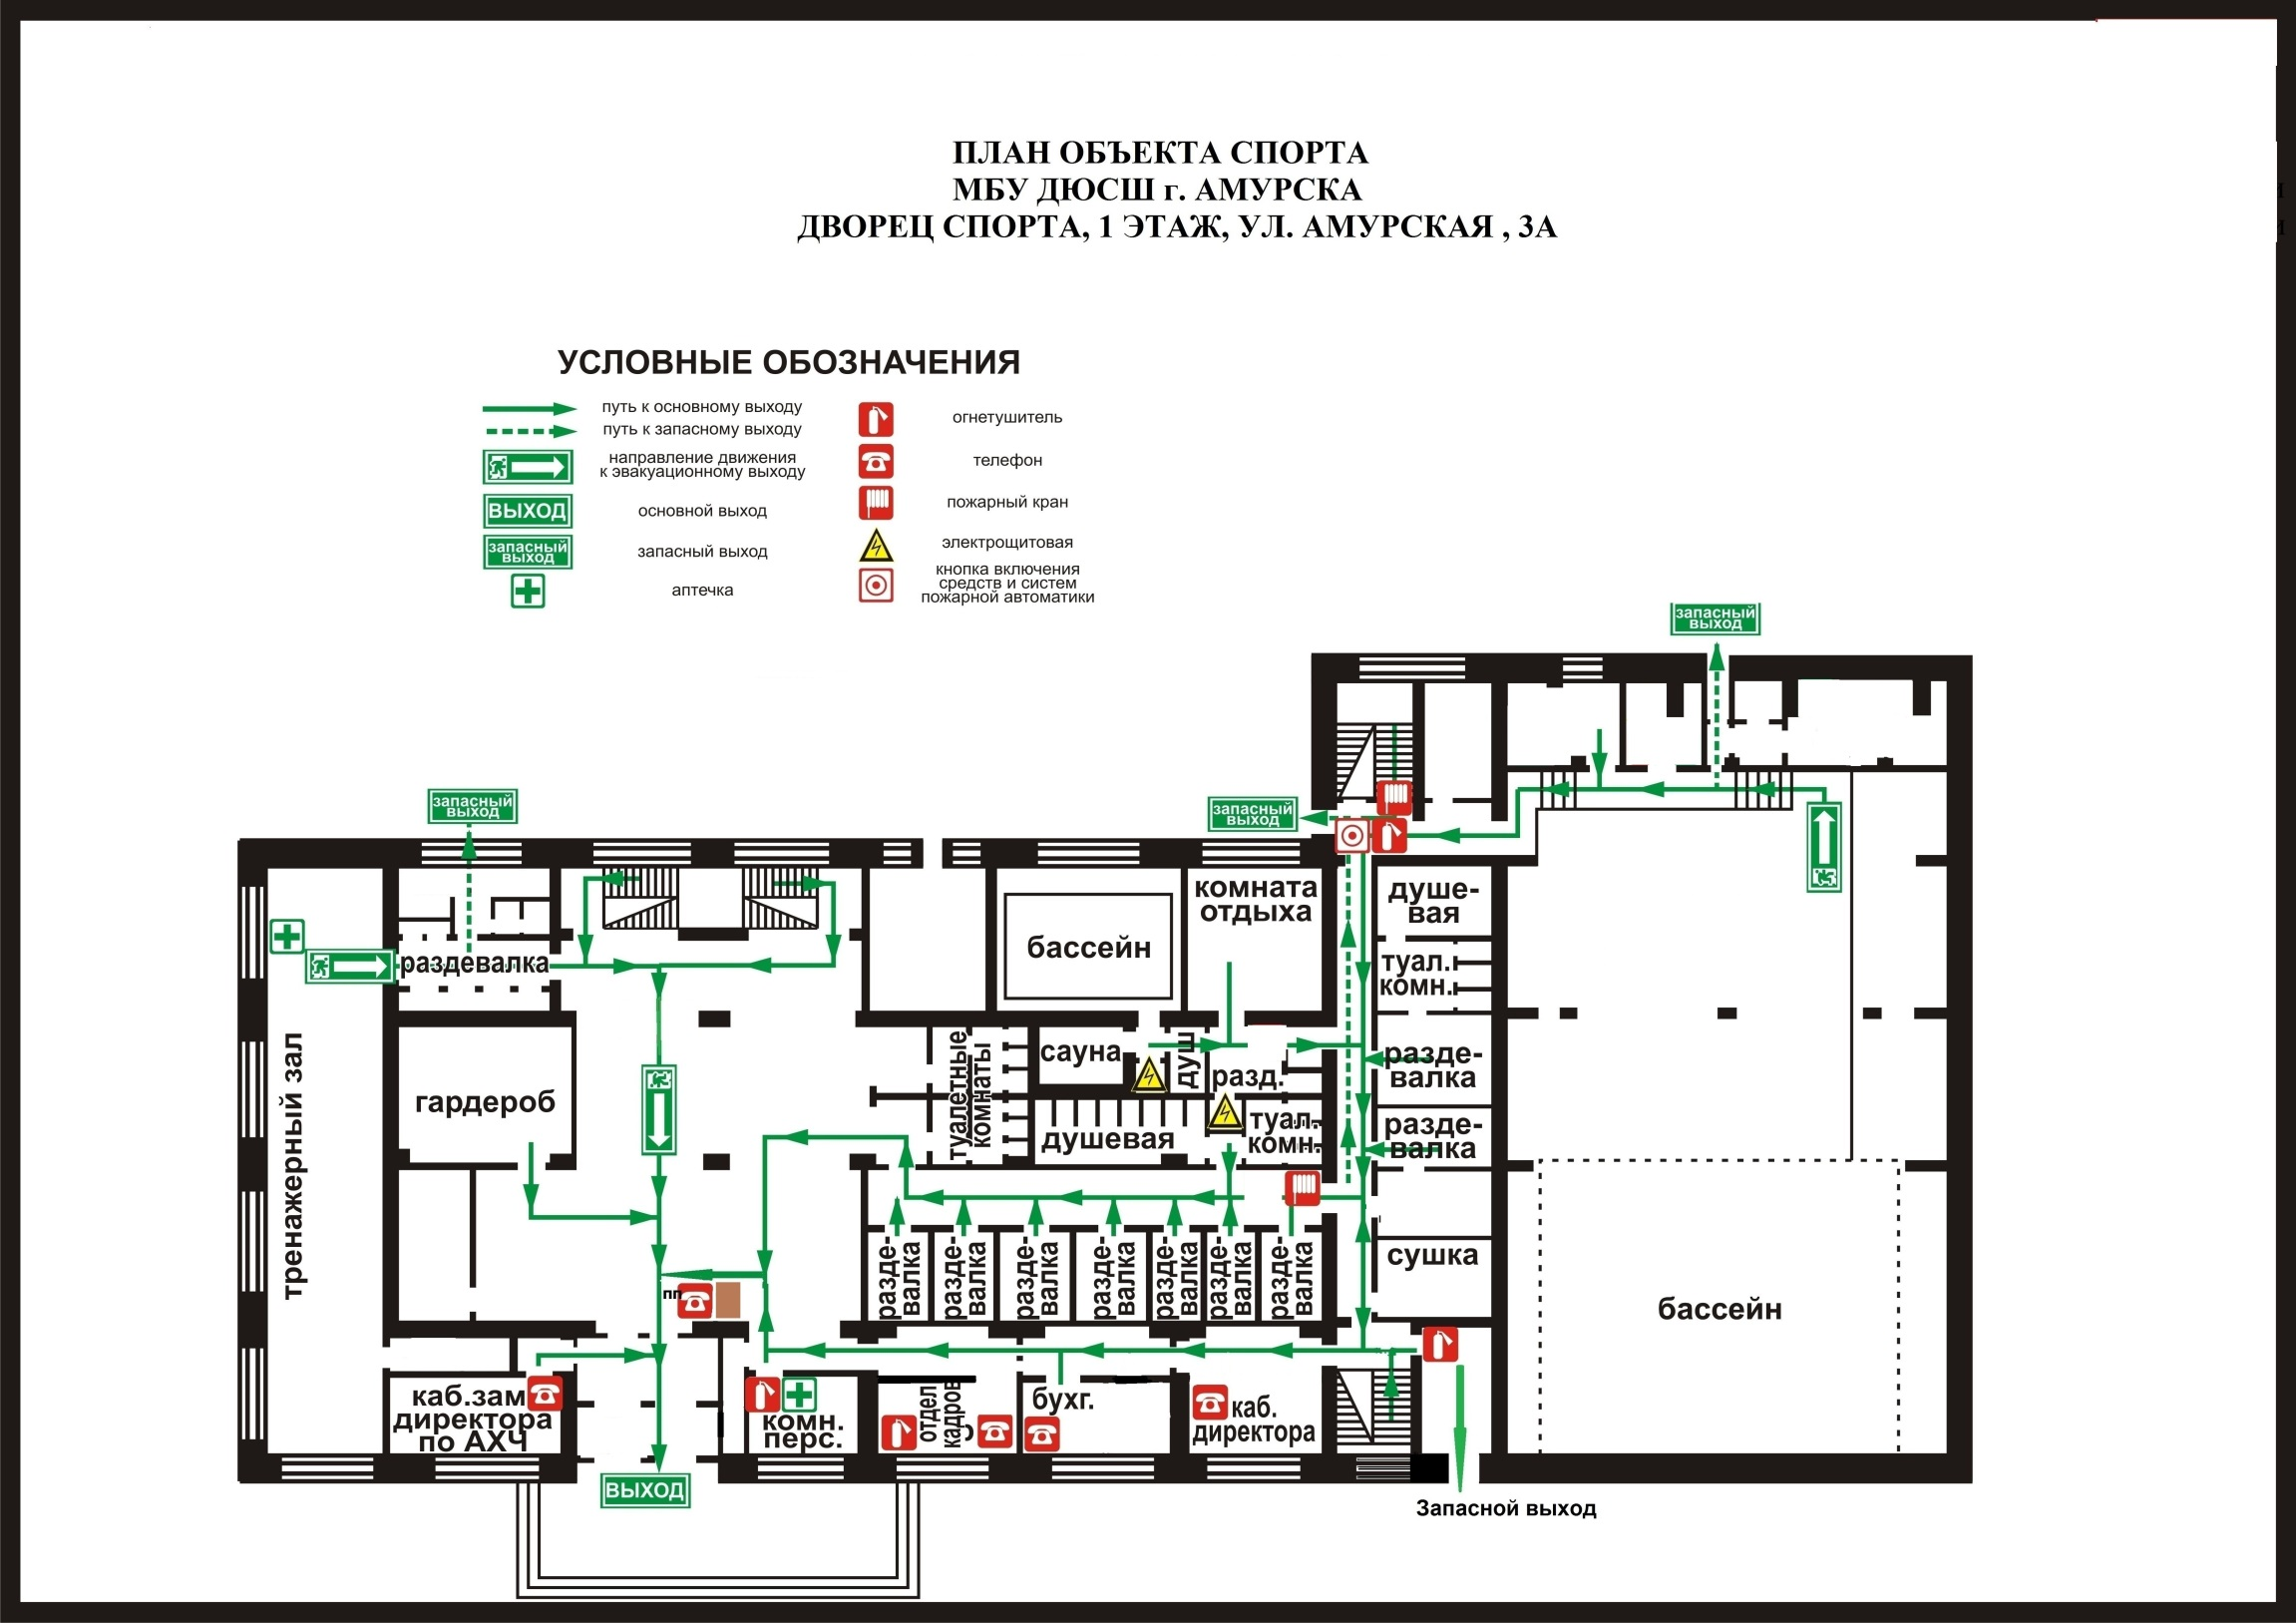 ПЛАН ОБЪЕКТА СПОРТА
МБУ ДЮСШ г. АМУРСКА
ДВОРЕЦ СПОРТА, 1 ЭТАЖ, УЛ. АМУРСКАЯ , 3А
УСЛОВНЫЕ ОБОЗНАЧЕНИЯ
путь к основному выходу
путь к запасному выходу
направление движения
к эвакуационному выходу
ВЫХОД
основной выход
запасный
выход
запасный выход
аптечка
огнетушитель
телефон
пожарный кран
электрощитовая
кнопка включения
средств и систем
пожарной автоматики
запасный
выход
запасный
выход
запасный
выход
раздевалка
тренажерный зал
гардероб
бассейн
комната
отдыха
душе-
вая
туал.
комн.
разде-
валка
разде-
валка
сушка
бассейн
туалетные
комнаты
сауна
душ
разд.
душевая
туал.
комн.
разде-
валка
разде-
валка
разде-
валка
разде-
валка
разде-
валка
разде-
валка
разде-
валка
пп
каб.зам
директора
по АХЧ
комн.
перс.
отдел
кадров
бухг.
каб.
директора
ВЫХОД
Запасной выход